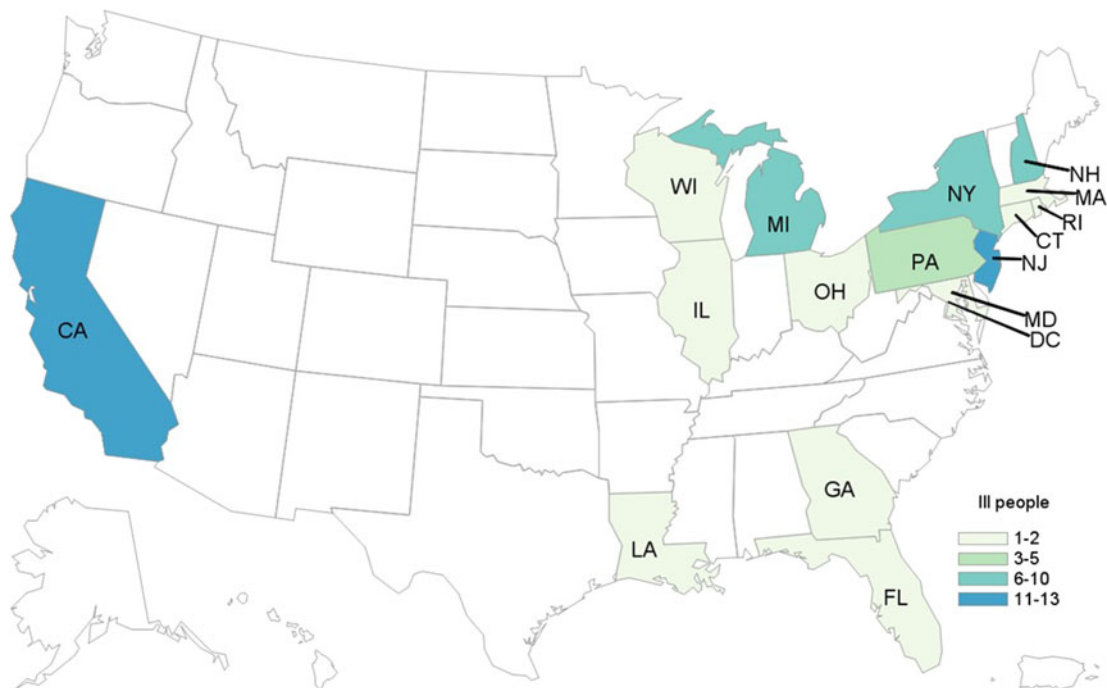 NH
WI
NY
MA
MI
RI
CT
PA
NJ
OH
IL
MD
CA
DC
GA
Ill people
1-2
LA
3-5
6-10
FL
11-13